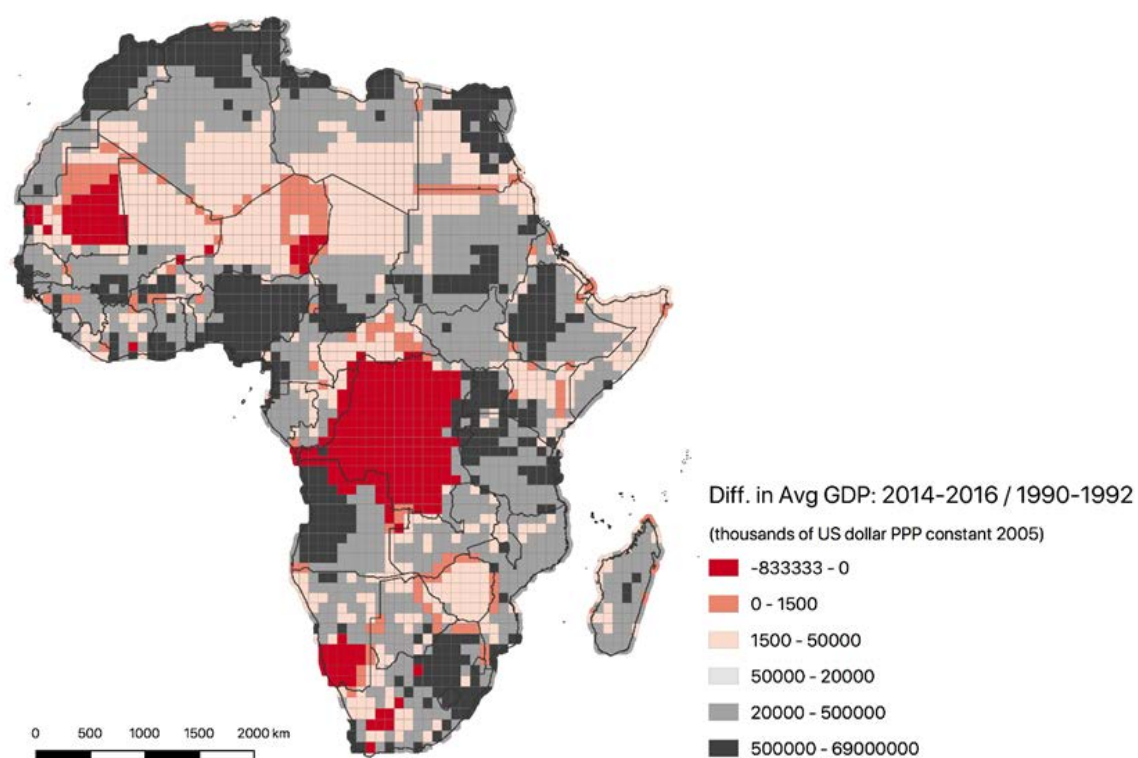 Diff. in Avg GDP: 2014-2016 / 1990-1992
(thousands of US dollar PPP constant 2005)
-833333 - 0
0 - 1500
1500 - 50000
50000 - 20000
20000 - 500000
500000 - 69000000
0 500 1000 1500 2000 km